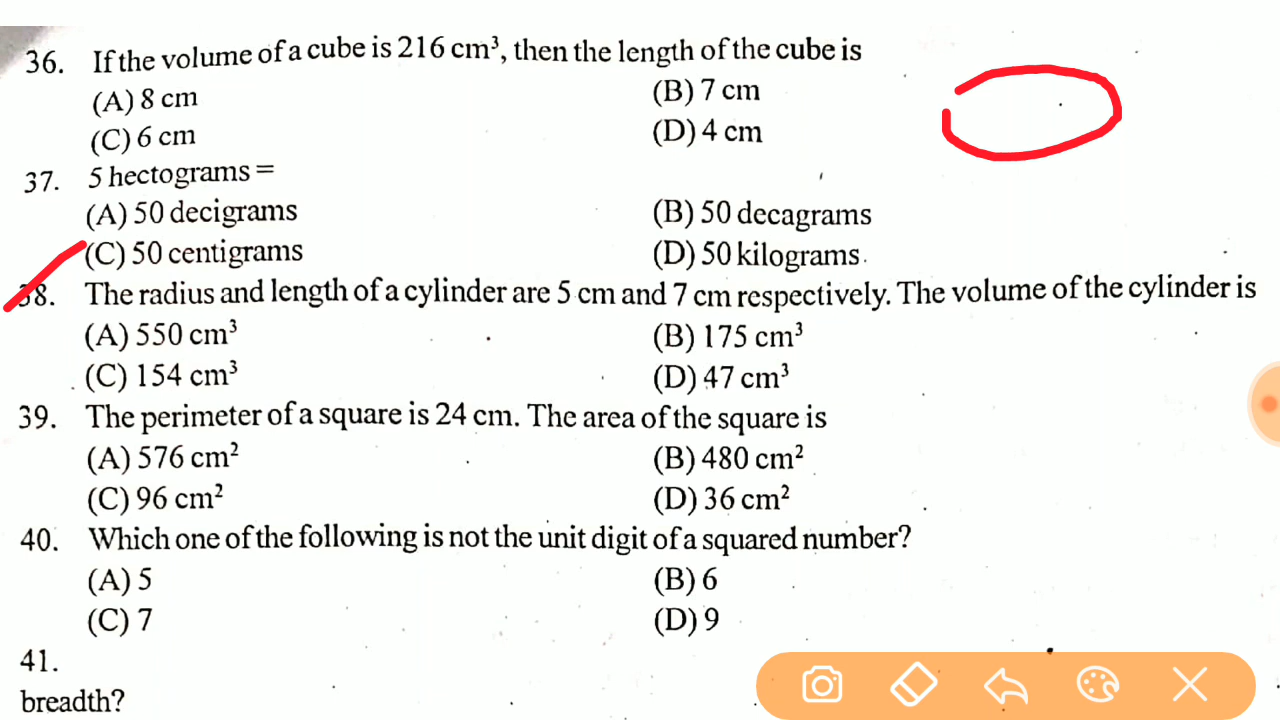 36. If the volume of a cube is 216 cm³, then the length of the cube is
(A) 8 cm (B) 7 cm
(C) 6 cm (D) 4 cm
37. 5 hectograms =
(A) 50 decigrams (B) 50 decagrams
(C) 50 centigrams (D) 50 kilograms.
38. The radius and length of a cylinder are 5 cm and 7 cm respectively. The volume of the cylinder is
(A) 550 cm³ (B) 175 cm³
(C) 154 cm³ (D) 47 cm³
39. The perimeter of a square is 24 cm. The area of the square is
(A) 576 cm² (B) 480 cm²
(C) 96 cm² (D) 36 cm²
40. Which one of the following is not the unit digit of a squared number?
(A) 5 (B) 6
(C) 7 (D) 9
41.
breadth?